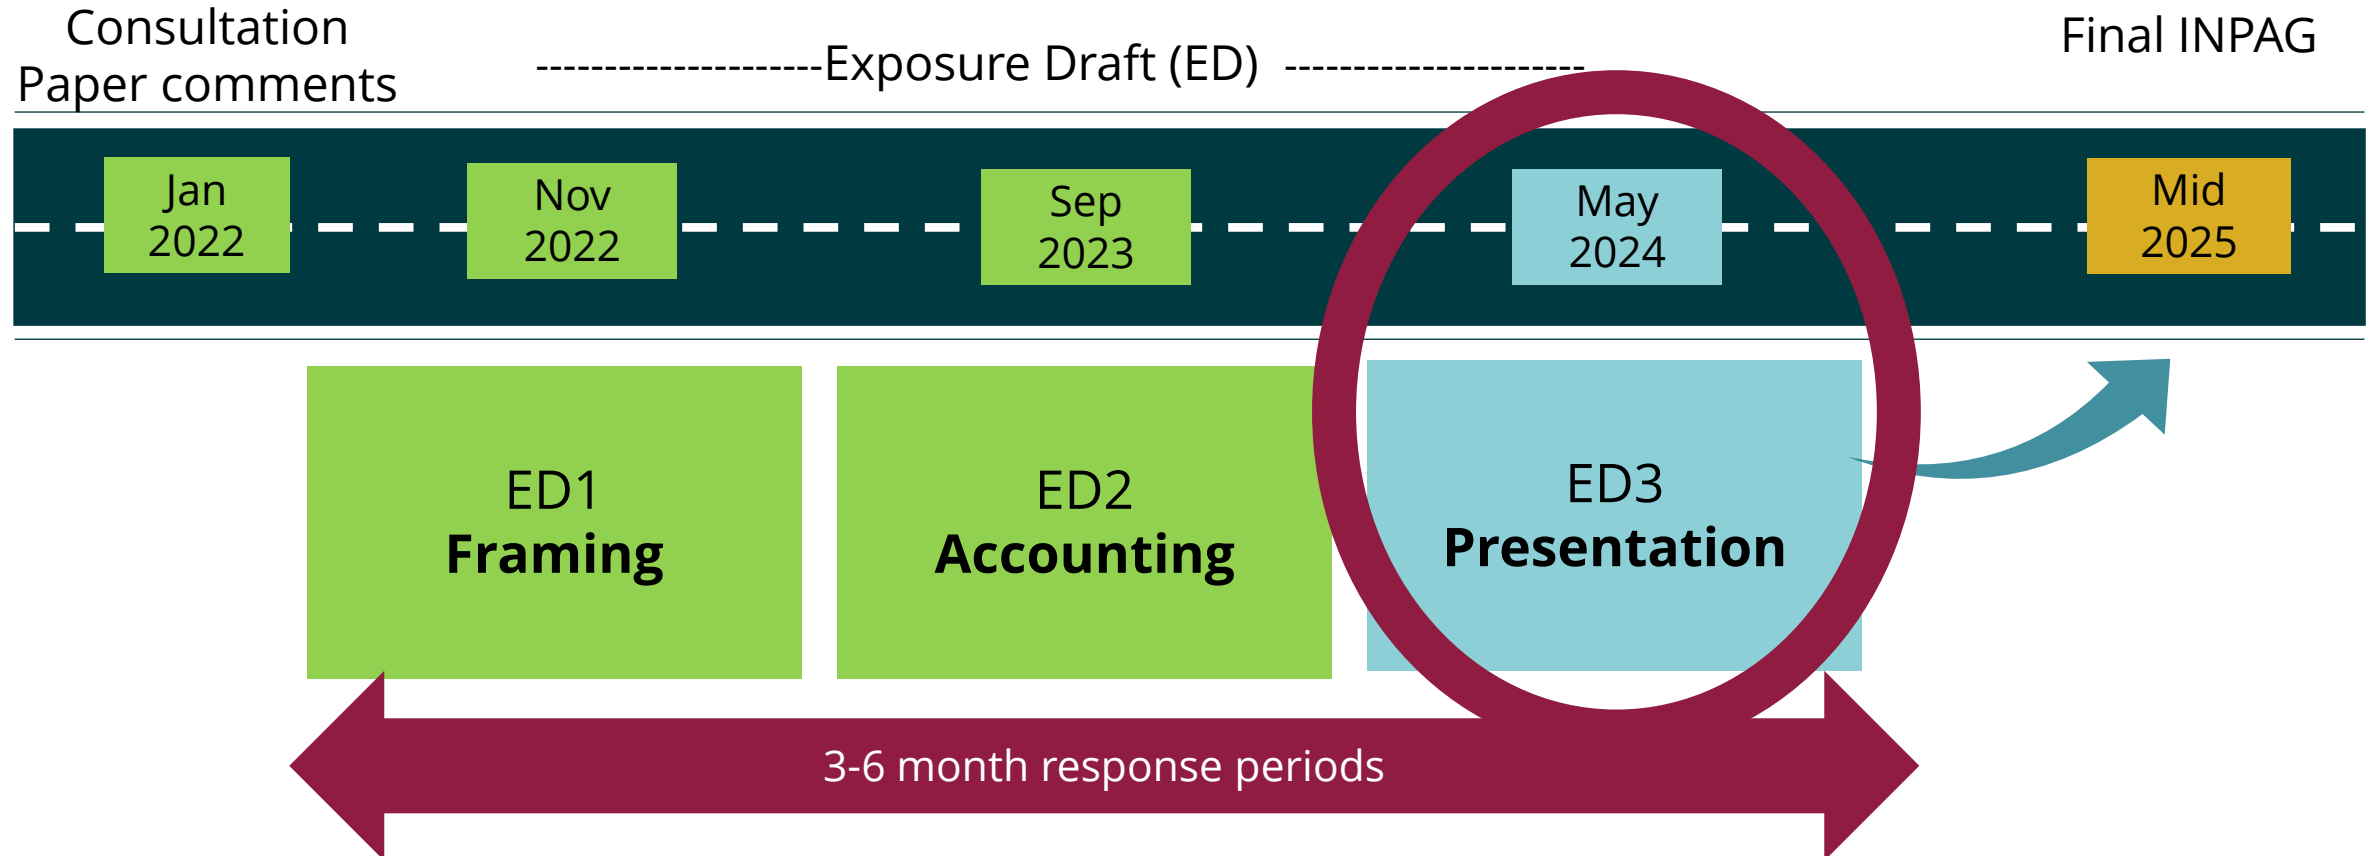 Consultation
Paper comments
---------------------Exposure Draft (ED) ----------------------
Final INPAG
Jan
2022
Nov
2022
Sep
2023
May
2024
Mid
2025
ED1
Framing
ED2
Accounting
ED3
Presentation
3-6 month response periods